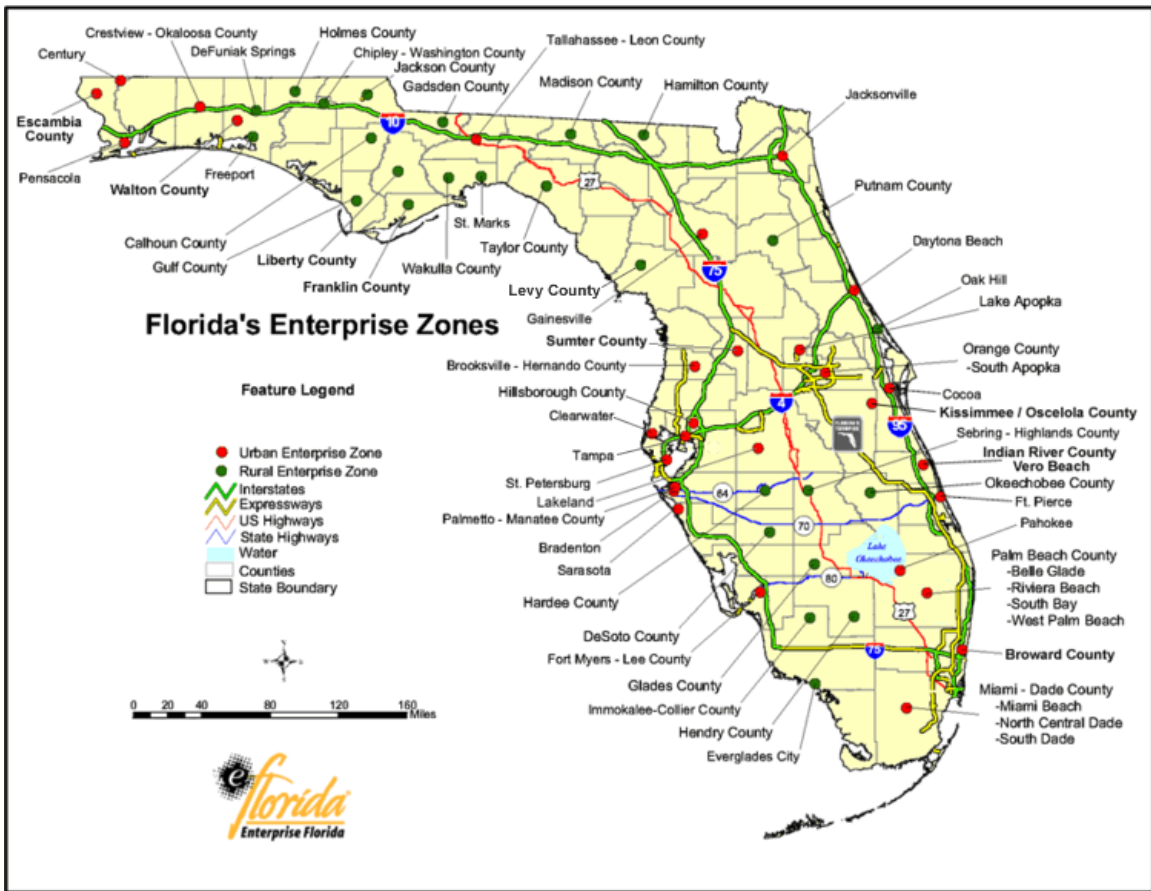 Crestview - Okaloosa County
Holmes County
DeFuniak Springs
Chipley - Washington County
Tallahassee - Leon County
Century
Jackson County
Gadsden County
Madison County
Hamilton County
Jacksonville
Escambia
County
Pensacola
Walton County
Freeport
10
27
Putnam County
Calhoun County
Gulf County
Liberty County
Franklin County
Wakulla County
St. Marks
Taylor County
Levy County
Gainesville
75
Daytona Beach
Oak Hill
Lake Apopka
Florida's Enterprise Zones
Sumter County
Brooksville - Hernando County
Hillsborough County
Clearwater
Tampa
St. Petersburg
Lakeland
Palmetto - Manatee County
Bradenton
Sarasota
Hardee County
DeSoto County
Fort Myers - Lee County
Glades County
Immokalee-Collier County
Hendry County
Everglades City
Orange County
-South Apopka
Cocoa
Kissimmee / Oscelola County
Sebring - Highlands County
Indian River County
Vero Beach
Okeechobee County
Ft. Pierce
Pahokee
Palm Beach County
-Belle Glade
-Riviera Beach
-South Bay
-West Palm Beach
Broward County
Miami - Dade County
-Miami Beach
-North Central Dade
-South Dade
4
95
64
70
Lake
Okeechobee
80
27
75
Feature Legend
Urban Enterprise Zone
Rural Enterprise Zone
Interstates
Expressways
US Highways
State Highways
Water
Counties
State Boundary
0 20 40 80 120 160
Miles
e florida
Enterprise Florida